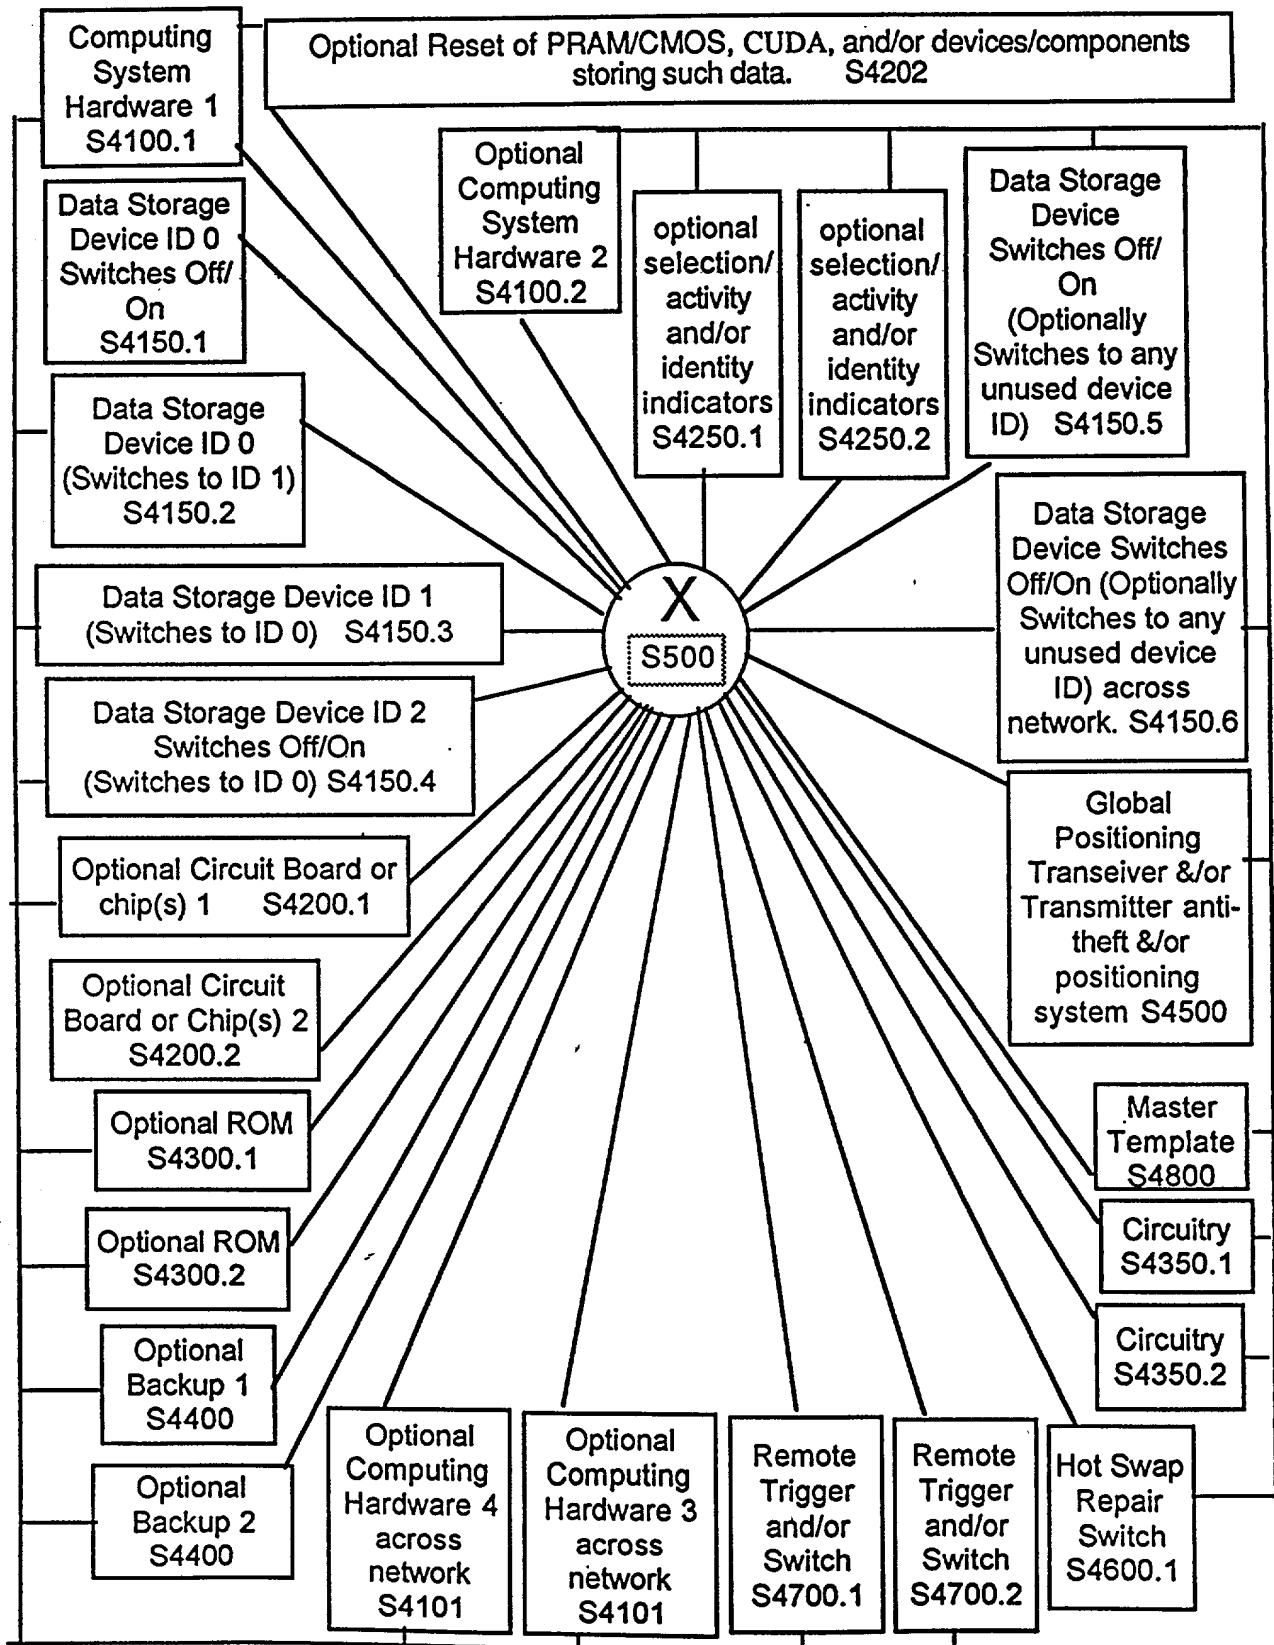 Computing
System
Hardware 1
S4100.1
Optional Reset of PRAM/CMOS, CUDA, and/or devices/components
storing such data. S4202
Data Storage
Device ID 0
Switches Off/
On
S4150.1
Optional
Computing
System
Hardware 2
S4100.2
optional
selection/
activity
and/or
identity
indicators
S4250.1
optional
selection/
activity
and/or
identity
indicators
S4250.2
Data Storage
Device
Switches Off/
On
(Optionally
Switches to any
unused device
ID) S4150.5
Data Storage
Device ID 0
(Switches to ID 1)
S4150.2
Data Storage
Device Switches
Off/On (Optionally
Switches to any
unused device
ID) across
network. S4150.6
Data Storage Device ID 1
(Switches to ID 0) S4150.3
X
S500
Data Storage Device ID 2
Switches Off/On
(Switches to ID 0) S4150.4
Global
Positioning
Transeiver &/or
Transmitter anti-
theft &/or
positioning
system S4500
Optional Circuit Board or
chip(s) 1 S4200.1
Optional Circuit
Board or Chip(s) 2
S4200.2
Optional ROM
S4300.1
Master
Template
S4800
Optional ROM
S4300.2
Circuitry
S4350.1
Optional
Backup 1
S4400
Circuitry
S4350.2
Optional
Backup 2
S4400
Optional
Computing
Hardware 4
across
network
S4101
Optional
Computing
Hardware 3
across
network
S4101
Remote
Trigger
and/or
Switch
S4700.1
Remote
Trigger
and/or
Switch
S4700.2
Hot Swap
Repair
Switch
S4600.1